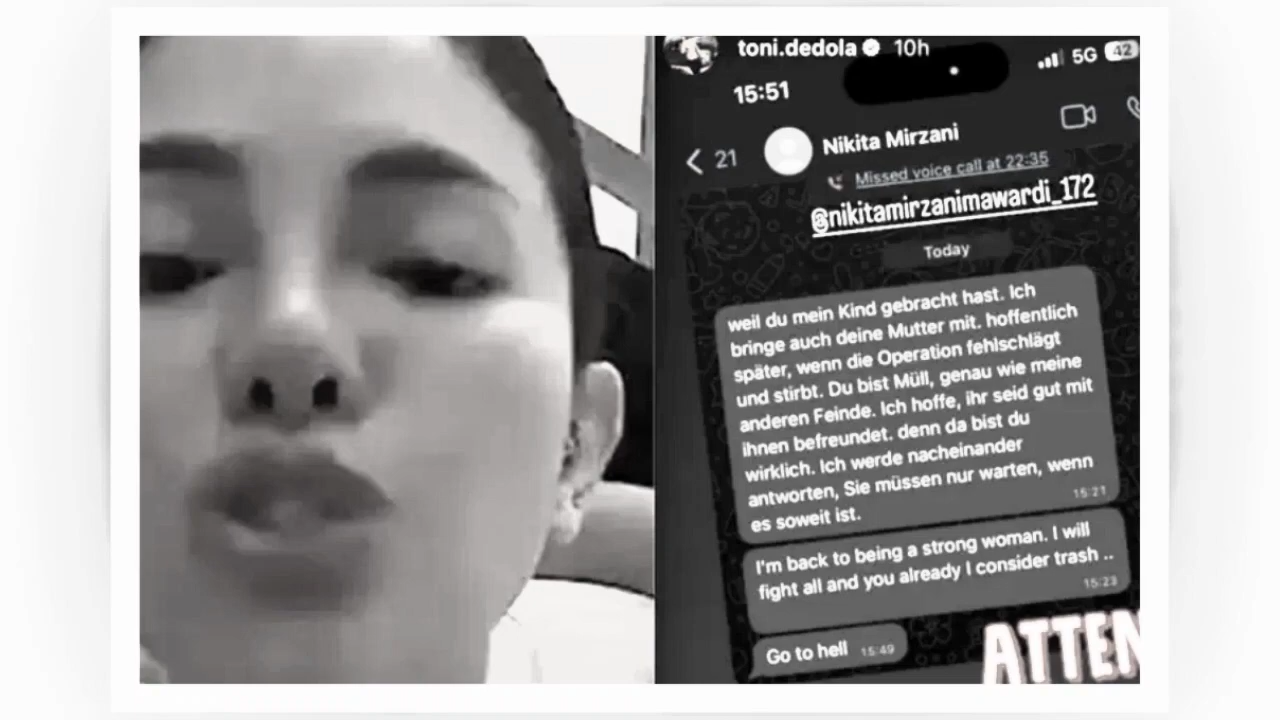 toni.dedola 10h
15:51
5G 42
21
Nikita Mirzani
Missed voice call at 22:35
@nikitamirzanimawardi_172
Today
weil du mein Kind gebracht hast. Ich
bringe auch deine Mutter mit. hoffentlich
später, wenn die Operation fehlschlägt
und stirbt. Du bist Müll, genau wie meine
anderen Feinde. Ich hoffe, ihr seid gut mit
ihnen befreundet. denn da bist du
wirklich. Ich werde nacheinander
antworten, Sie müssen nur warten, wenn
es soweit ist.
15:21
I'm back to being a strong woman. I will
fight all and you already I consider trash ..
15:23
Go to hell 15:49
ATTEN